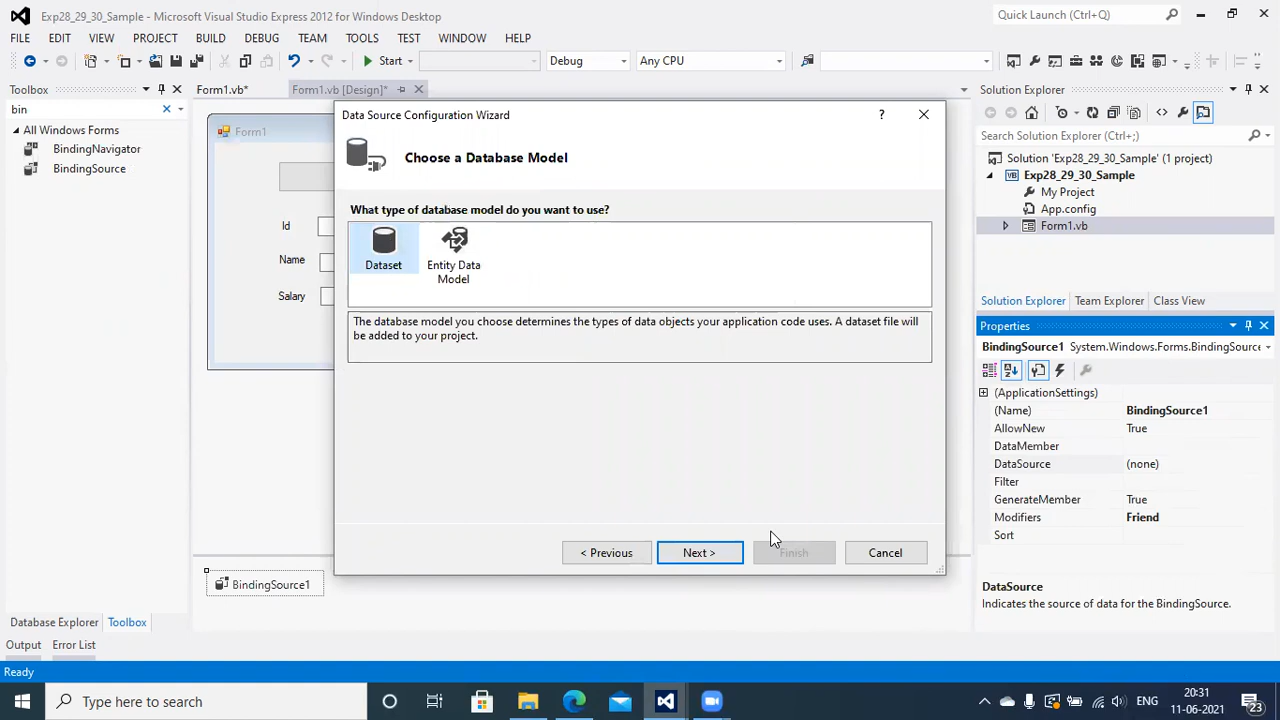 Exp28_29_30_Sample - Microsoft Visual Studio Express 2012 for Windows Desktop
Quick Launch (Ctrl+Q)
FILE EDIT VIEW PROJECT BUILD DEBUG TEAM TOOLS TEST WINDOW HELP
Start
Debug
Any CPU
Toolbox
Form1.vb*
Form1.vb [Design]*
Solution Explorer
bin
Data Source Configuration Wizard
?
Search Solution Explorer (Ctrl+;)
All Windows Forms
BindingNavigator
BindingSource
Form1
Choose a Database Model
Solution 'Exp28_29_30_Sample' (1 project)
VB Exp28_29_30_Sample
My Project
App.config
Form1.vb
What type of database model do you want to use?
Id
Name
Salary
Dataset
Entity Data
Model
The database model you choose determines the types of data objects your application code uses. A dataset file will
be added to your project.
Solution Explorer Team Explorer Class View
Properties
BindingSource1 System.Windows.Forms.BindingSource
(ApplicationSettings)
(Name) BindingSource1
AllowNew True
DataMember
DataSource (none)
Filter
GenerateMember True
Modifiers Friend
Sort
< Previous
Next >
Finish
Cancel
BindingSource1
DataSource
Indicates the source of data for the BindingSource.
Database Explorer Toolbox
Output Error List
Ready
Type here to search
ENG
20:31
11-06-2021
23